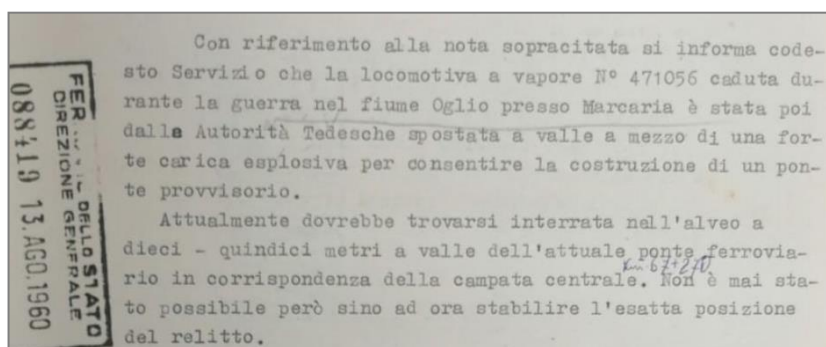 Con riferimento alla nota sopracitata si informa code-
sto Servizio che la locomotiva a vapore N° 471056 caduta du-
rante la guerra nel fiume Oglio presso Marcaria è stata poi
dalle Autorità Tedesche spostata a valle a mezzo di una for-
te carica esplosiva per consentire la costruzione di un pon-
te provvisorio.
Attualmente dovrebbe trovarsi interrata nell'alveo a
dieci - quindici metri a valle dell'attuale ponte ferrovia-
km 67+270
rio in corrispondenza della campata centrale. Non è mai sta-
to possibile però sino ad ora stabilire l'esatta posizione
del relitto.
DELLO STATO
DIREZIONE GENERALE
088419 13.AGO.1960